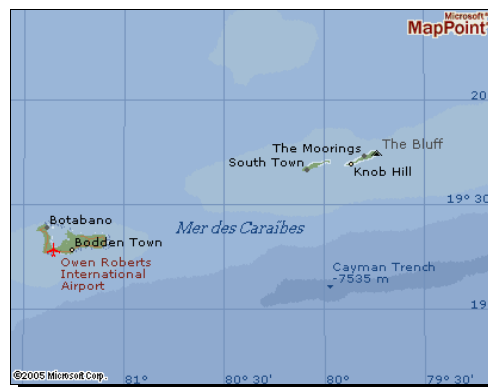 Microsoft®
MapPoint®
20
The Moorings
The Bluff
South Town
Knob Hill
19° 30
Botabano
Mer des Caraïbes
Bodden Town
Owen Roberts
International
Airport
Cayman Trench
-7535 m
19
©2005 Microsoft Corp.
81°
80° 30'
80°
79° 30'